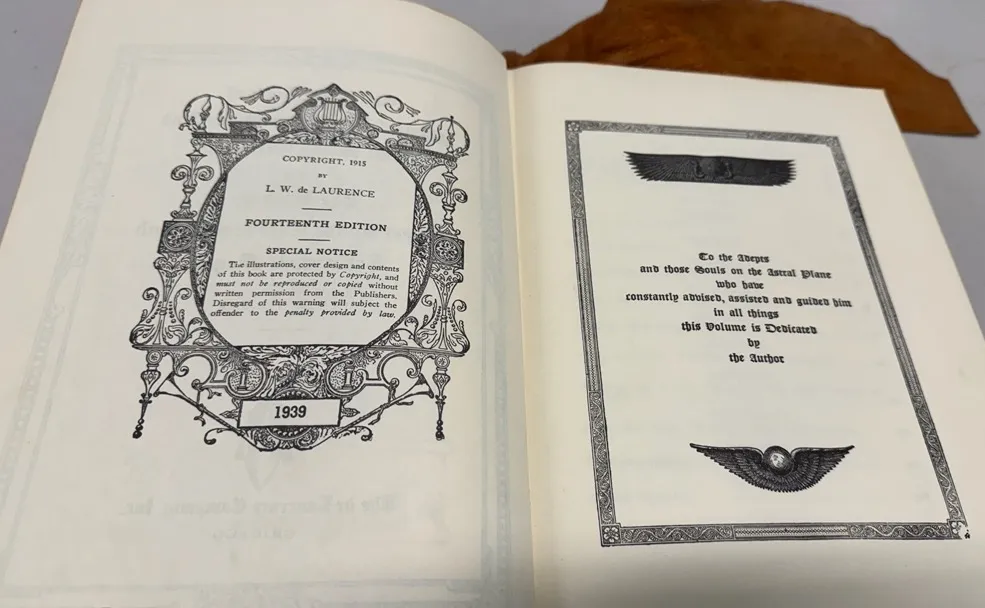 COPYRIGHT, 1915
BY
L. W. de LAURENCE
FOURTEENTH EDITION
SPECIAL NOTICE
The illustrations, cover design and contents
of this book are protected by Copyright, and
must not be reproduced or copied without
written permission from the Publishers.
Disregard of this warning will subject the
offender to the penalty provided by law.
1939
To the Adepts
and those Souls on the Astral Plane
who have
constantly advised, assisted and guided him
in all things
this Volume is Dedicated
by
the Author